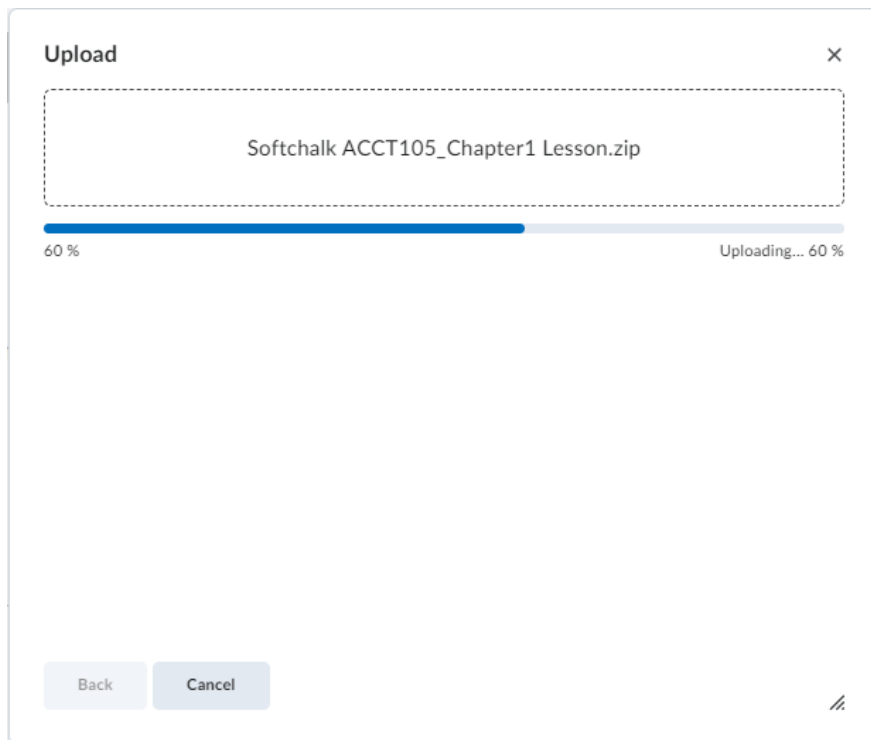 Upload
Softchalk ACCT105_Chapter1 Lesson.zip
60 %
Uploading... 60 %
Back
Cancel